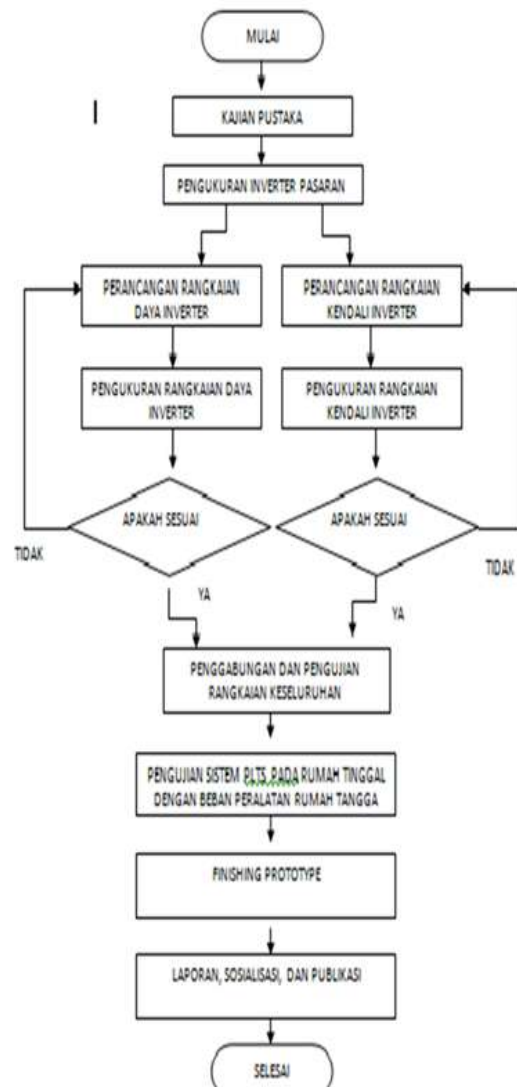 MULAI
KAJIAN PUSTAKA
PENGUKURAN INVERTER PASARAN
PERANCANGAN RANGKAIAN
DAYA INVERTER
PERANCANGAN RANGKAIAN
KENDALI INVERTER
PENGUKURAN RANGKAIAN DAYA
INVERTER
PENGUKURAN RANGKAIAN
KENDALI INVERTER
APAKAH SESUAI
APAKAH SESUAI
TIDAK
TIDAK
YA
YA
PENGGABUNGAN DAN PENGUJIAN
RANGKAIAN KESELURUHAN
PENGUJIAN SISTEM PLTS PADA RUMAH TINGGAL
DENGAN BEBAN PERALATAN RUMAH TANGGA
FINISHING PROTOTYPE
LAPORAN, SOSIALISASI, DAN PUBLIKASI
SELESAI